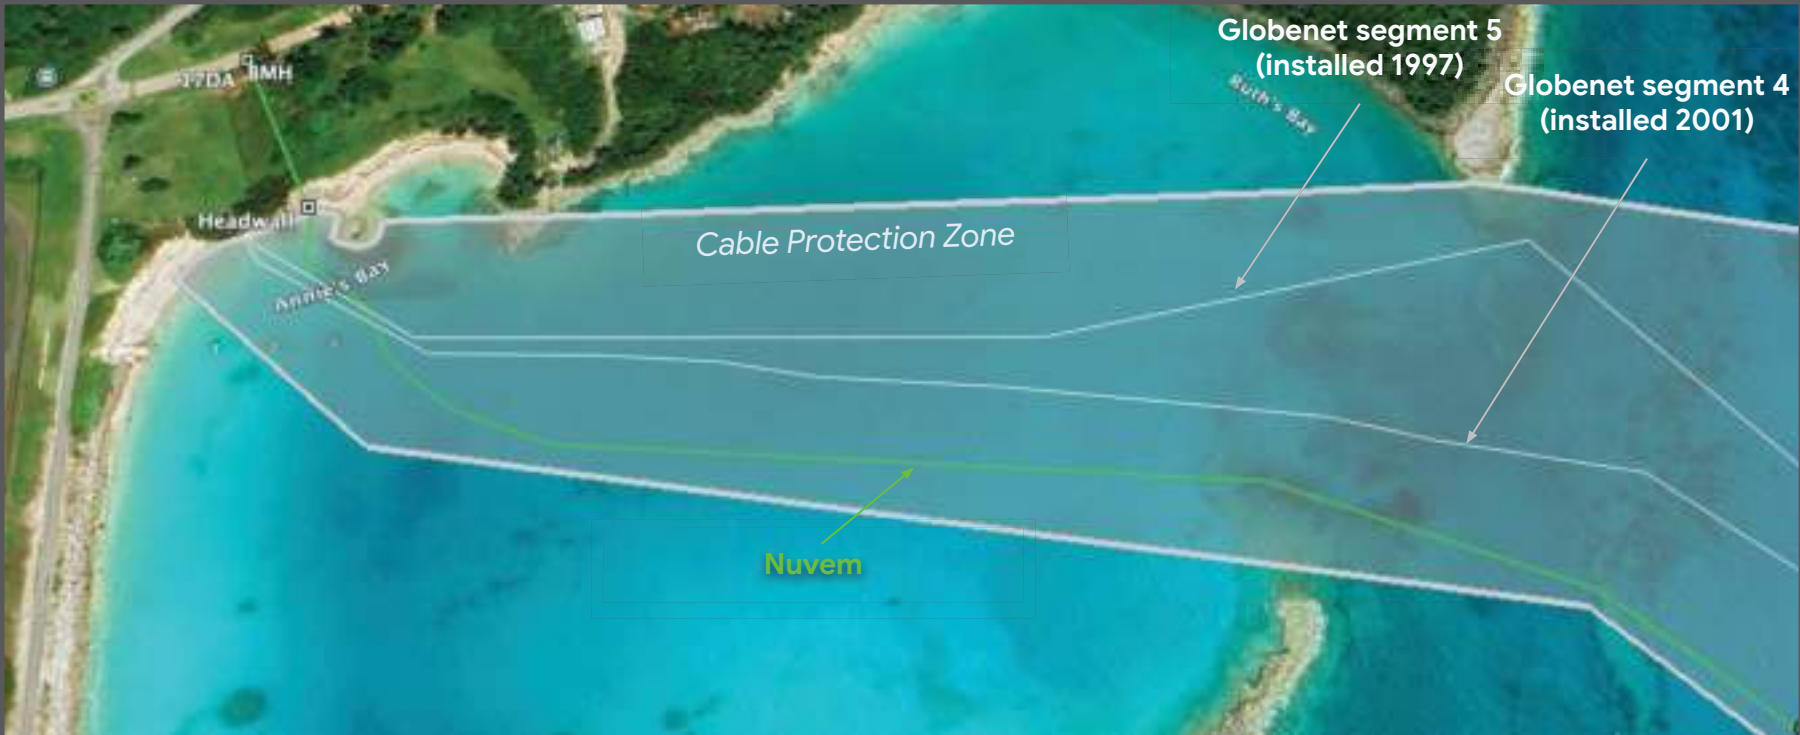 Globenet segment 5
(installed 1997)
Globenet segment 4
(installed 2001)
17DA
BMH
Ruth's Bay
Headwall
Cable Protection Zone
Annie's Bay
Nuvem